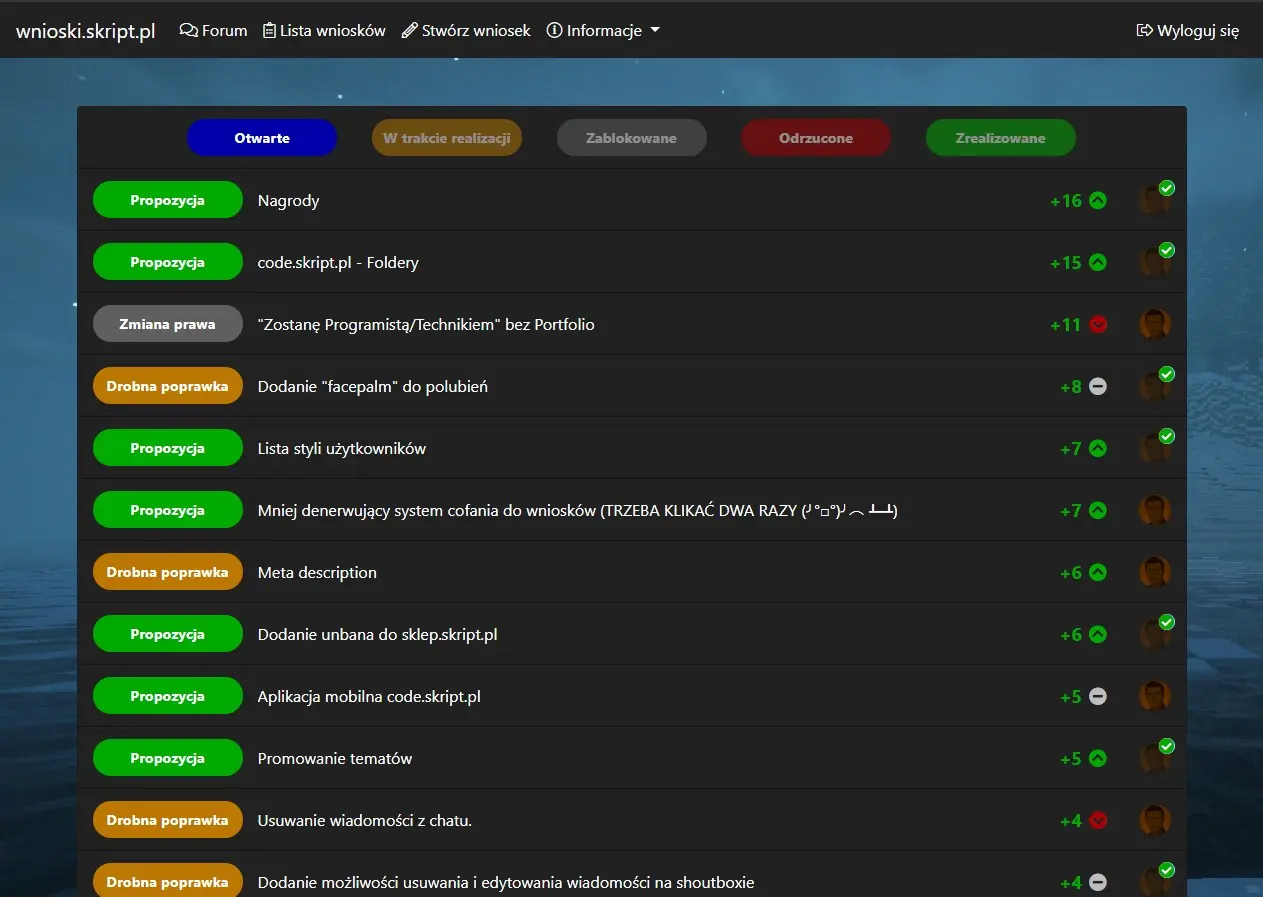 wnioski.skript.pl Forum Lista wniosków Stwórz wniosek Informacje Wyloguj się
Otwarte W trakcie realizacji Zablokowane Odrzucone Zrealizowane
Propozycja Nagrody +16
Propozycja code.skript.pl - Foldery +15
Zmiana prawa "Zostanę Programistą/Technikiem" bez Portfolio +11
Drobna poprawka Dodanie "facepalm" do polubień +8
Propozycja Lista styli użytkowników +7
Propozycja Mniej denerwujący system cofania do wniosków (TRZEBA KLIKAĆ DWA RAZY (╯°□°)╯︵ ┻━┻) +7
Drobna poprawka Meta description +6
Propozycja Dodanie unbana do sklep.skript.pl +6
Propozycja Aplikacja mobilna code.skript.pl +5
Propozycja Promowanie tematów +5
Drobna poprawka Usuwanie wiadomości z chatu. +4
Drobna poprawka Dodanie możliwości usuwania i edytowania wiadomości na shoutboxie +4